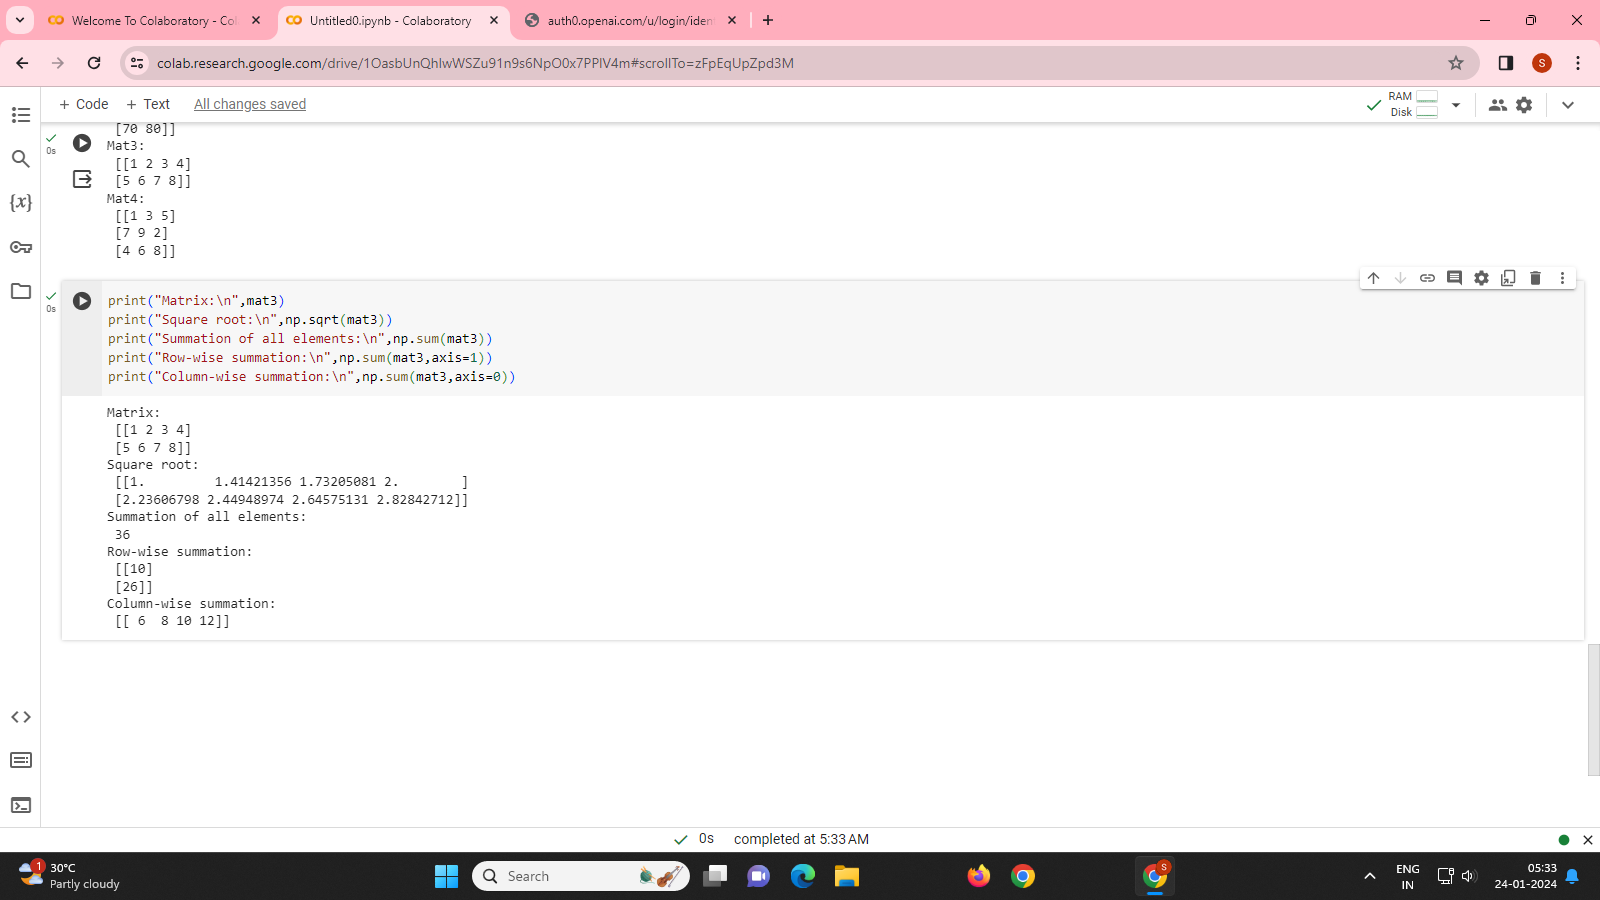 Welcome To Colaboratory - Col
Untitled0.ipynb - Colaboratory
auth0.openai.com/u/login/iden
colab.research.google.com/drive/1OasbUnQhlwWSZu91n9s6NpO0x7PPlV4m#scrollTo=zFpEqUpZpd3M
S
+ Code + Text All changes saved
RAM
Disk
[70 80]]
0s
Mat3:
[[1 2 3 4]
[5 6 7 8]]
Mat4:
[[1 3 5]
[7 9 2]
[4 6 8]]
{x}
0s
print("Matrix:\n",mat3)
print("Square root:\n",np.sqrt(mat3))
print("Summation of all elements:\n",np.sum(mat3))
print("Row-wise summation:\n",np.sum(mat3,axis=1))
print("Column-wise summation:\n",np.sum(mat3,axis=0))
Matrix:
[[1 2 3 4]
[5 6 7 8]]
Square root:
[[1.         1.41421356 1.73205081 2.        ]
[2.23606798 2.44948974 2.64575131 2.82842712]]
Summation of all elements:
36
Row-wise summation:
[[10]
[26]]
Column-wise summation:
[[ 6  8 10 12]]
0s completed at 5:33 AM
1
30°C
Partly cloudy
Search
S
ENG
IN
05:33
24-01-2024